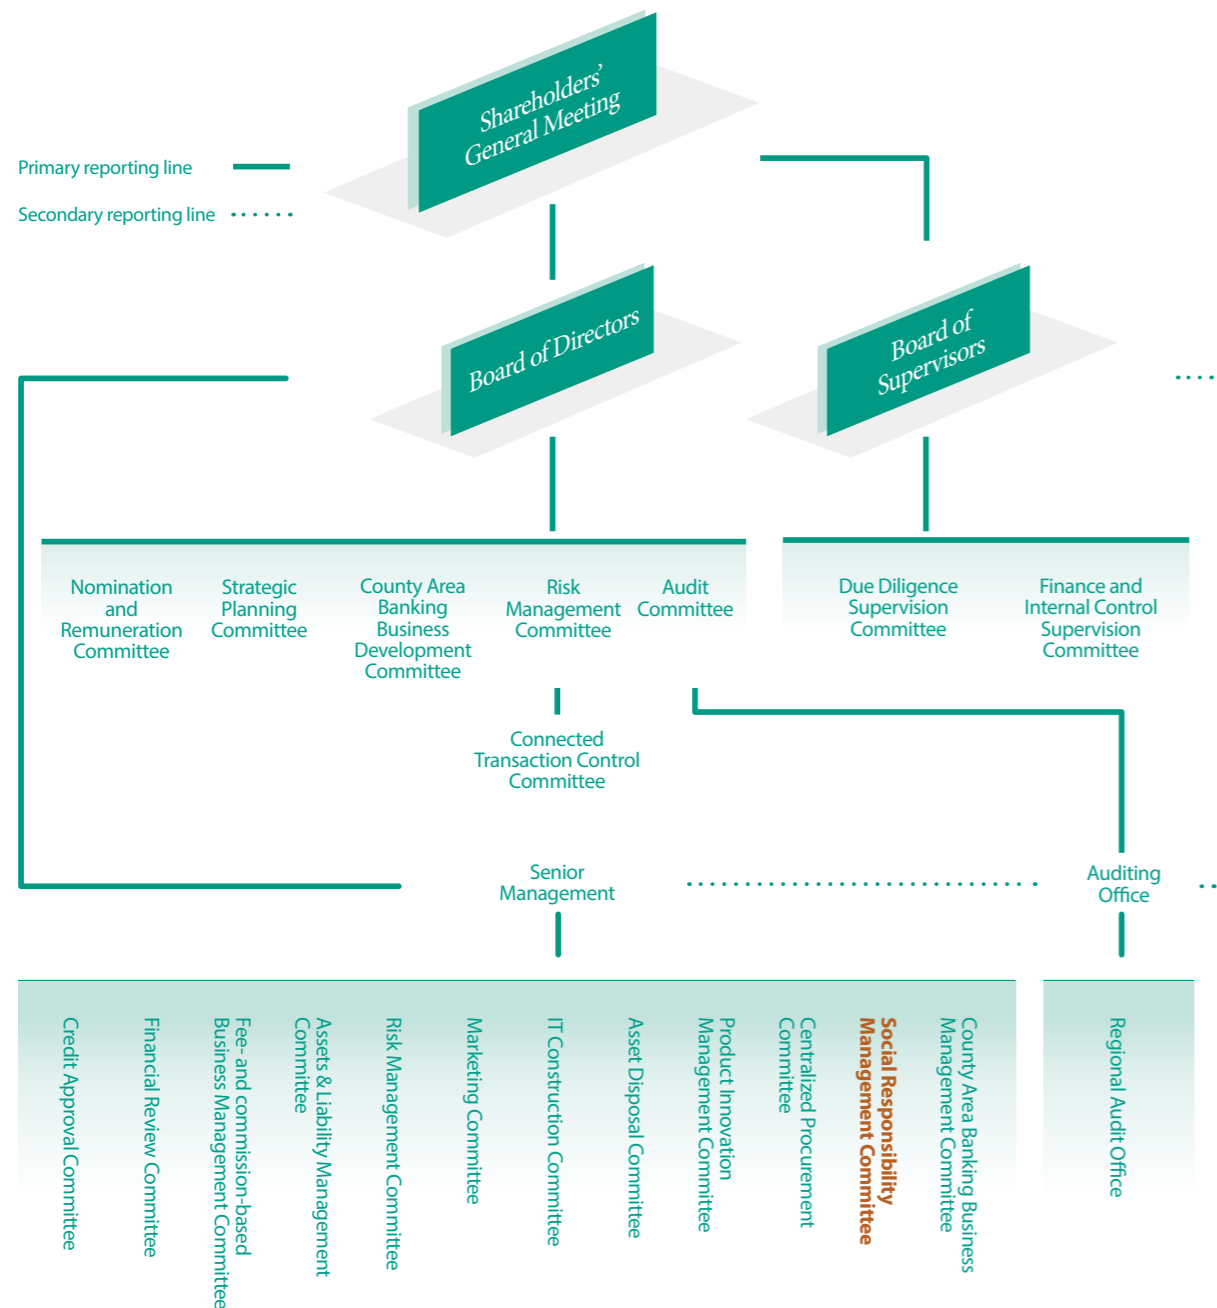 Shareholders'
General Meeting
Primary reporting line
Secondary reporting line
Board of Directors
Board of
Supervisors
Nomination
and
Remuneration
Committee
Strategic
Planning
Committee
County Area
Banking
Business
Development
Committee
Risk
Management
Committee
Audit
Committee
Due Diligence
Supervision
Committee
Finance and
Internal Control
Supervision
Committee
Connected
Transaction Control
Committee
Senior
Management
Auditing
Office
Credit Approval Committee
Financial Review Committee
Fee- and commission-based
Business Management Committee
Assets & Liability Management
Committee
Risk Management Committee
Marketing Committee
IT Construction Committee
Asset Disposal Committee
Product Innovation
Management Committee
Centralized Procurement
Committee
Social Responsibility
Management Committee
County Area Banking Business
Management Committee
Regional Audit Office